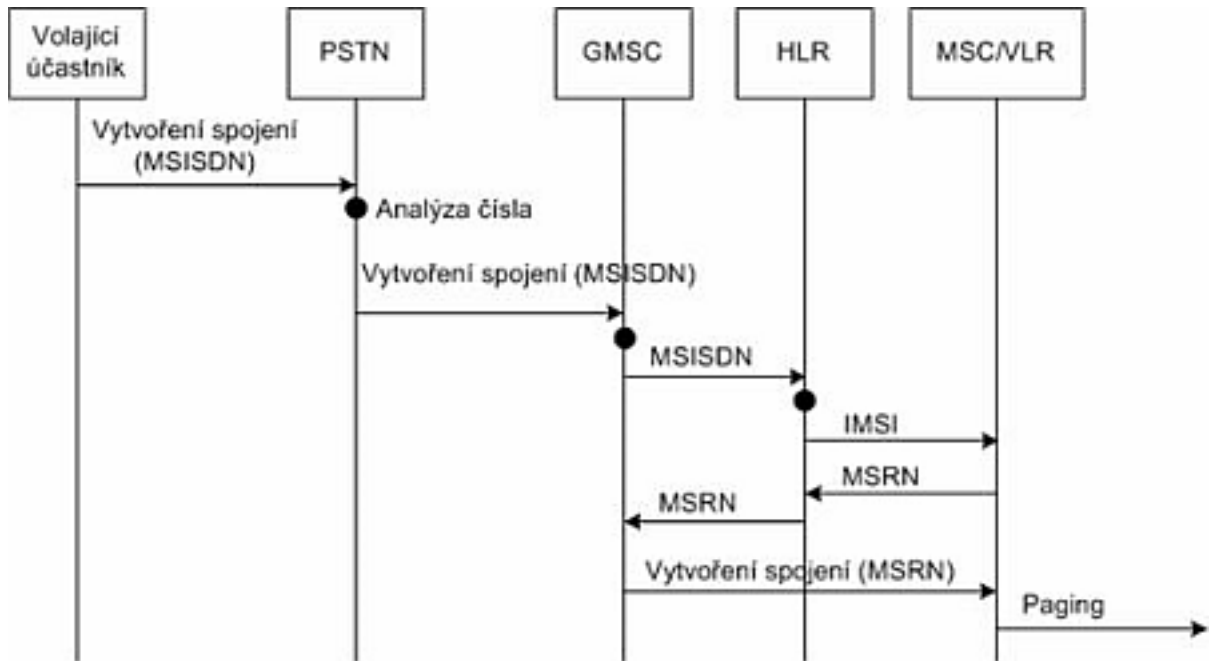 Volající
účastník
PSTN
GMSC
HLR
MSC/VLR
Vytvoření spojení
(MSISDN)
Analýza čísla
Vytvoření spojení (MSISDN)
MSISDN
IMSI
MSRN
MSRN
Vytvoření spojení (MSRN)
Paging